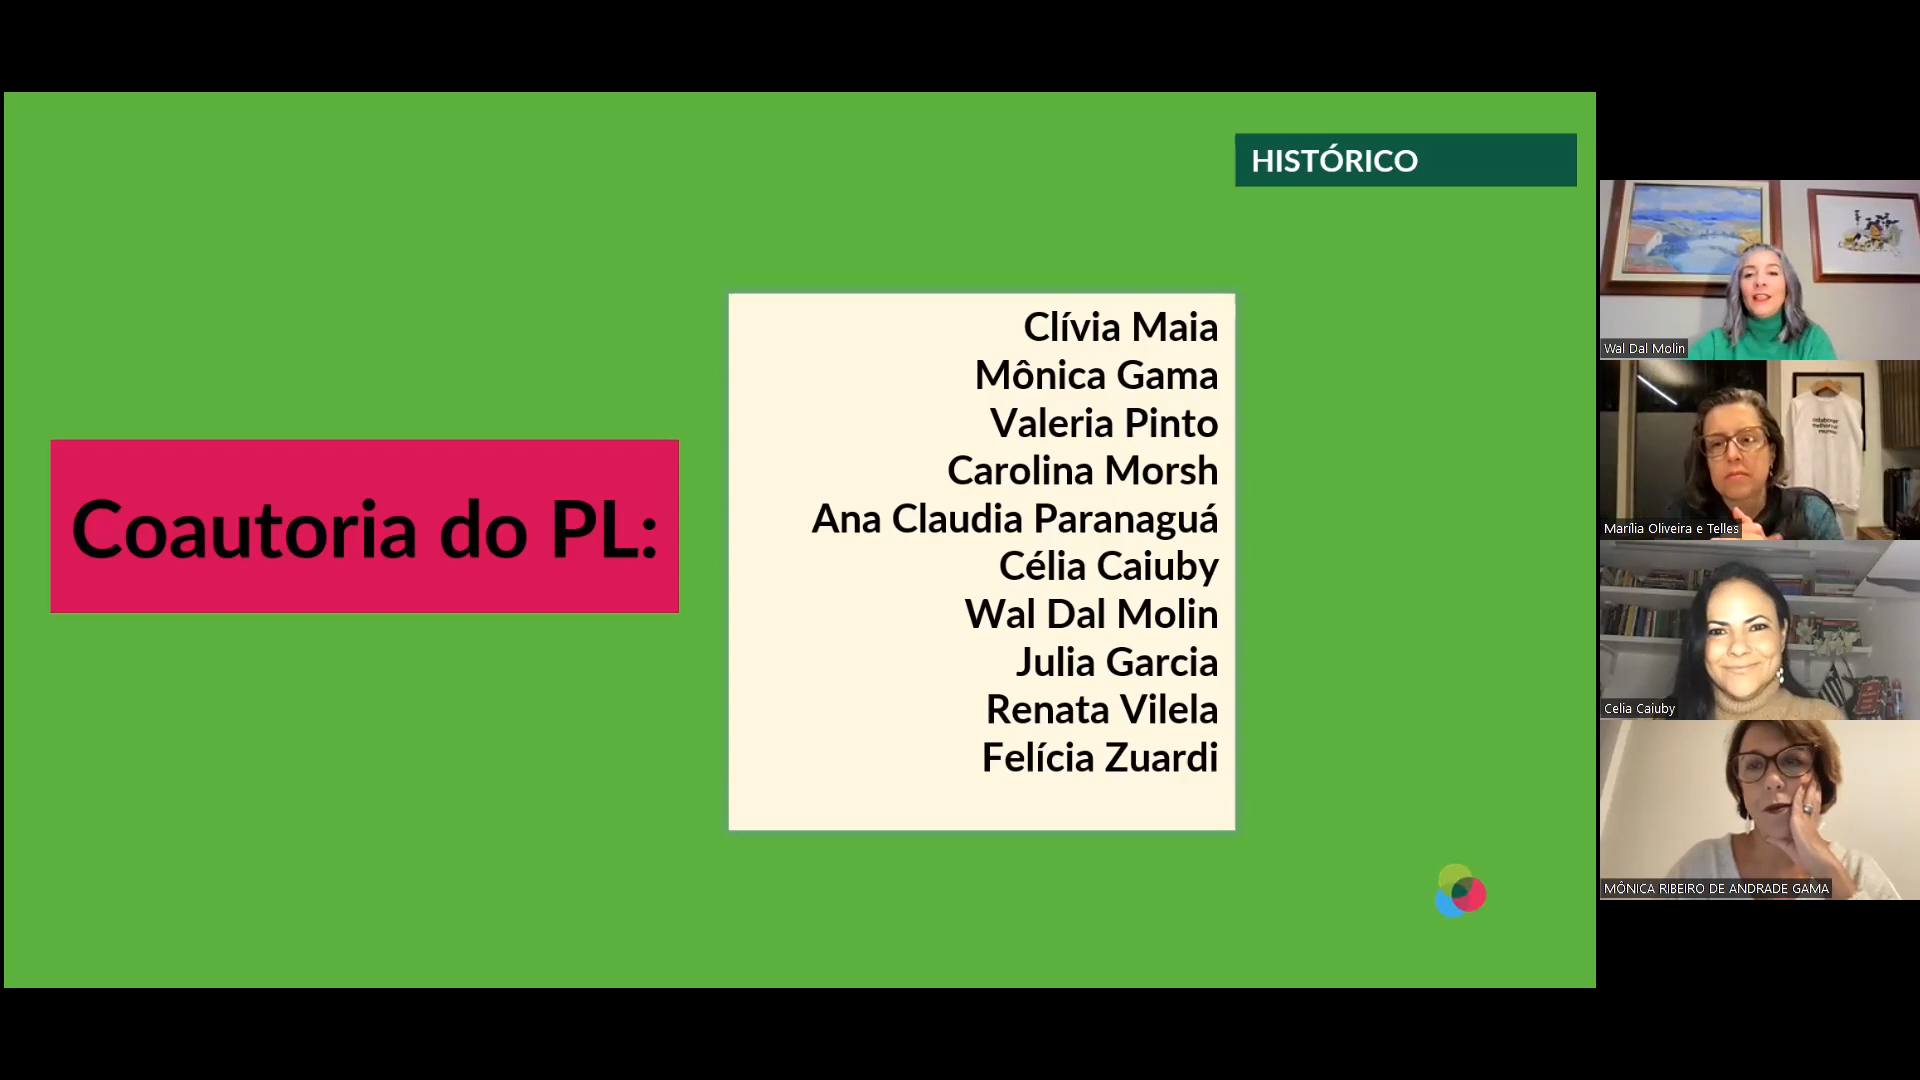 HISTÓRICO
Coautoria do PL:
Clívia Maia
Mônica Gama
Valeria Pinto
Carolina Morsh
Ana Claudia Paranaguá
Célia Caiuby
Wal Dal Molin
Julia Garcia
Renata Vilela
Felícia Zuardi
Wal Dal Molin
Marília Oliveira e Telles
Celia Caiuby
MÔNICA RIBEIRO DE ANDRADE GAMA